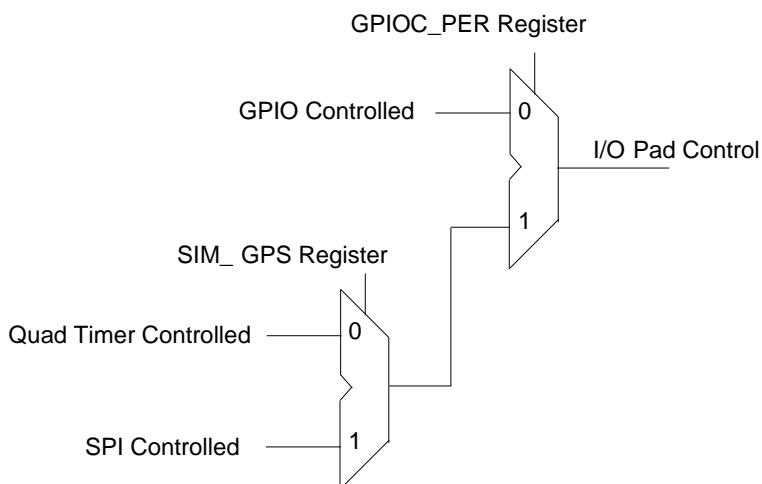 GPIOC_PER Register
GPIO Controlled
0
I/O Pad Control
1
SIM_ GPS Register
Quad Timer Controlled
0
SPI Controlled
1